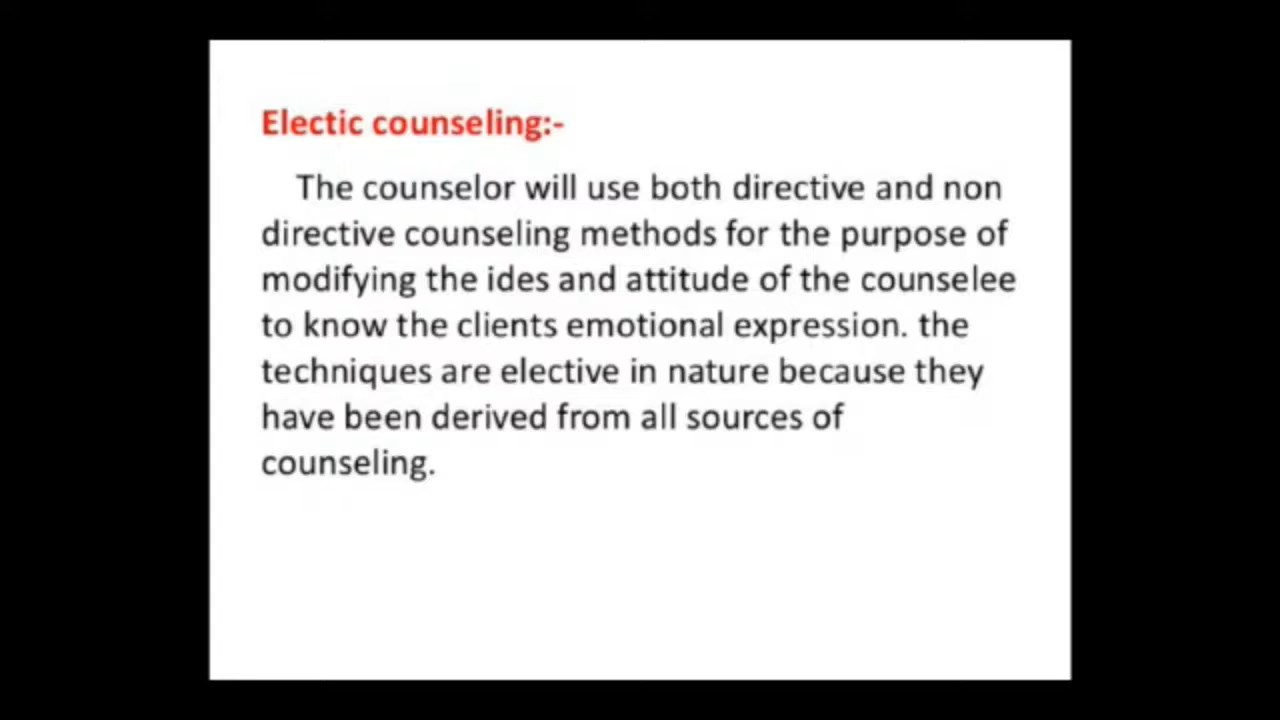 Electic counseling:-
The counselor will use both directive and non
directive counseling methods for the purpose of
modifying the ides and attitude of the counselee
to know the clients emotional expression. the
techniques are elective in nature because they
have been derived from all sources of
counseling.